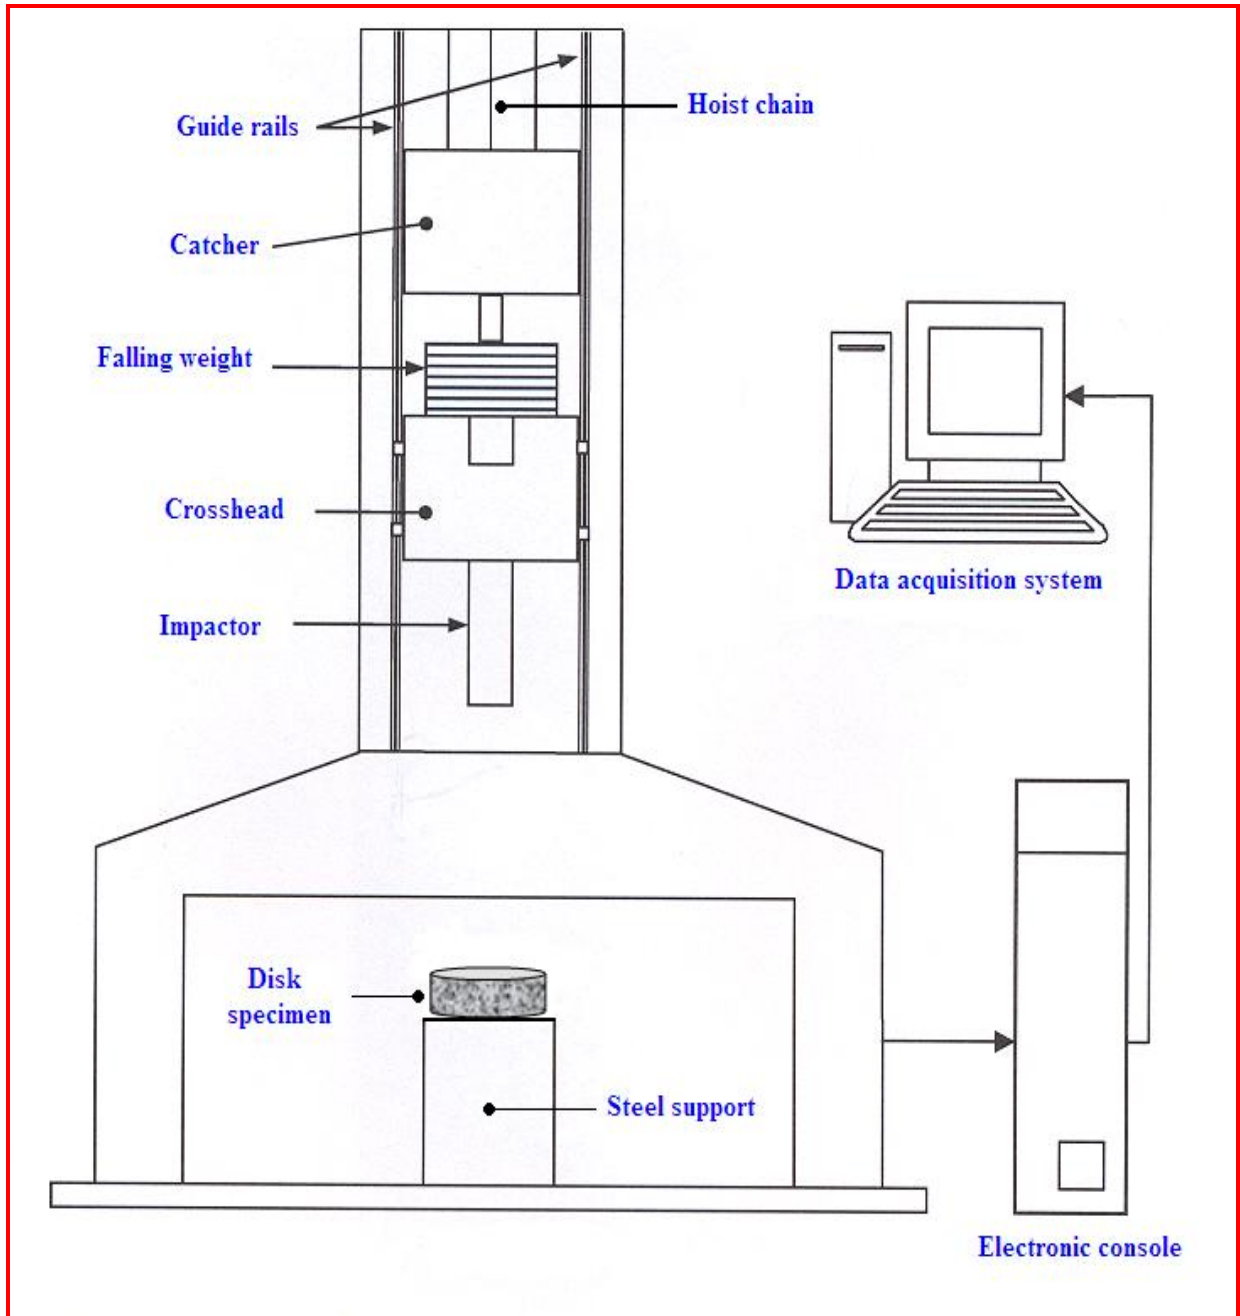 Hoist chain
Guide rails
Catcher
Falling weight
Crosshead
Data acquisition system
Impactor
Disk
specimen
Steel support
Electronic console